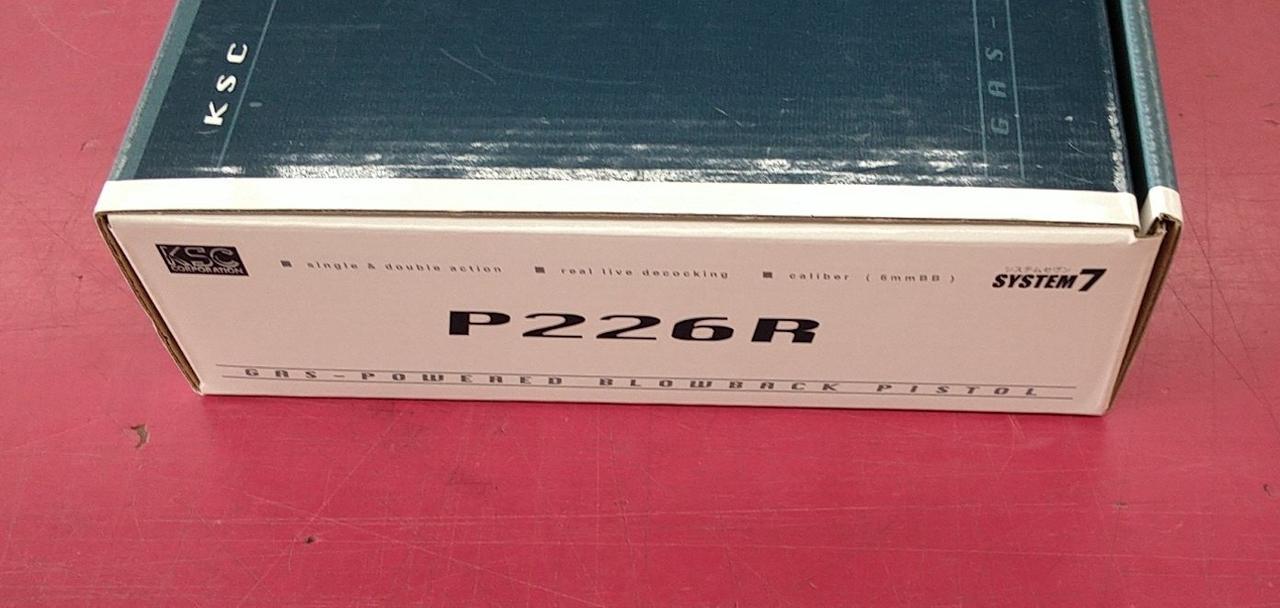 KSC
GAS-
KSC
CORPORATION
■ single & double action ■ real live decocking ■ caliber ( 6mmBB )
システムセブン
SYSTEM7
P226R
GAS-POWERED BLOWBACK PISTOL